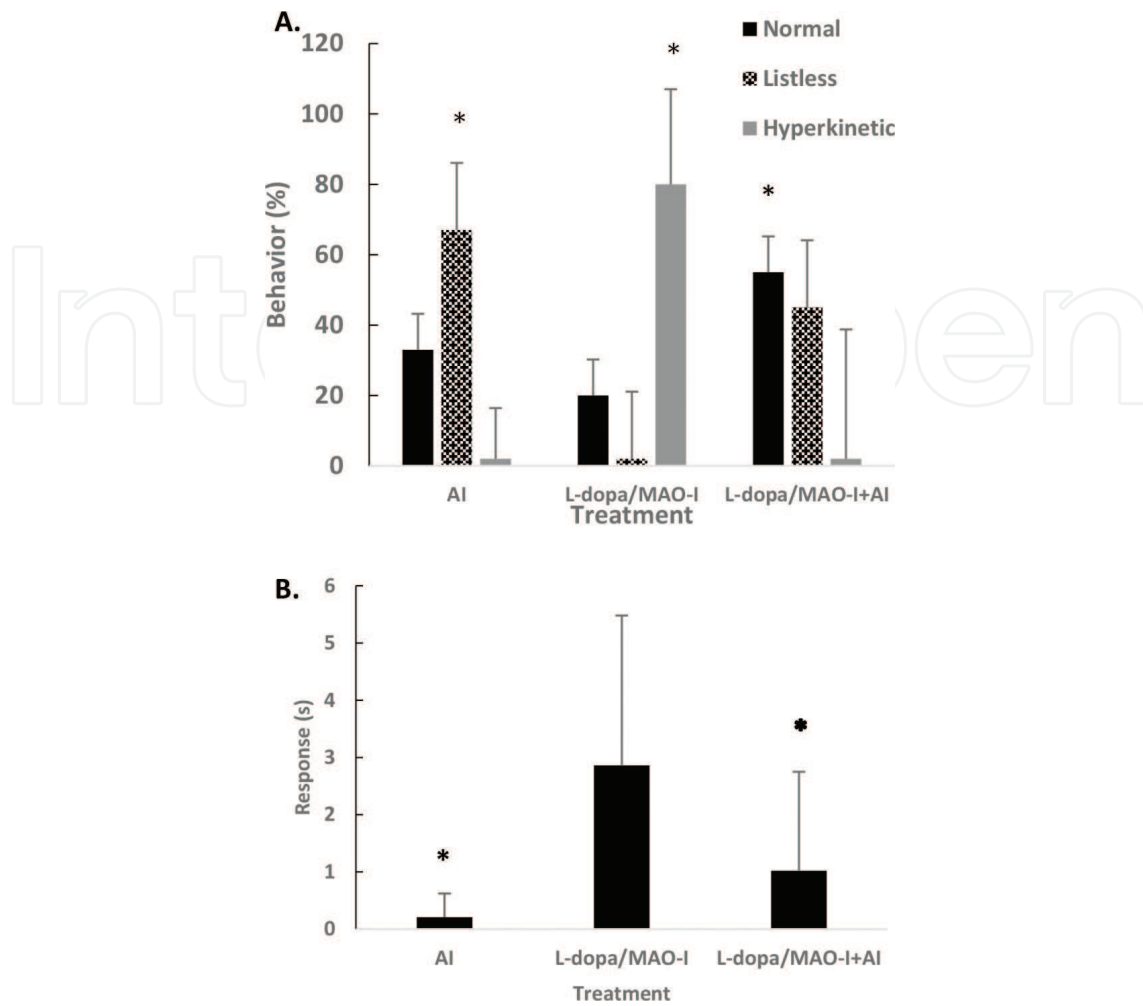 A.
Normal
Listless
Hyperkinetic
120
100
80
60
40
20
0
Behavior (%)
*
*
*
AI
L-dopa/MAO-I
L-dopa/MAO-I+AI
Treatment
B.
6
5
4
3
2
1
0
Response (s)
*
*
AI
L-dopa/MAO-I
L-dopa/MAO-I+AI
Treatment